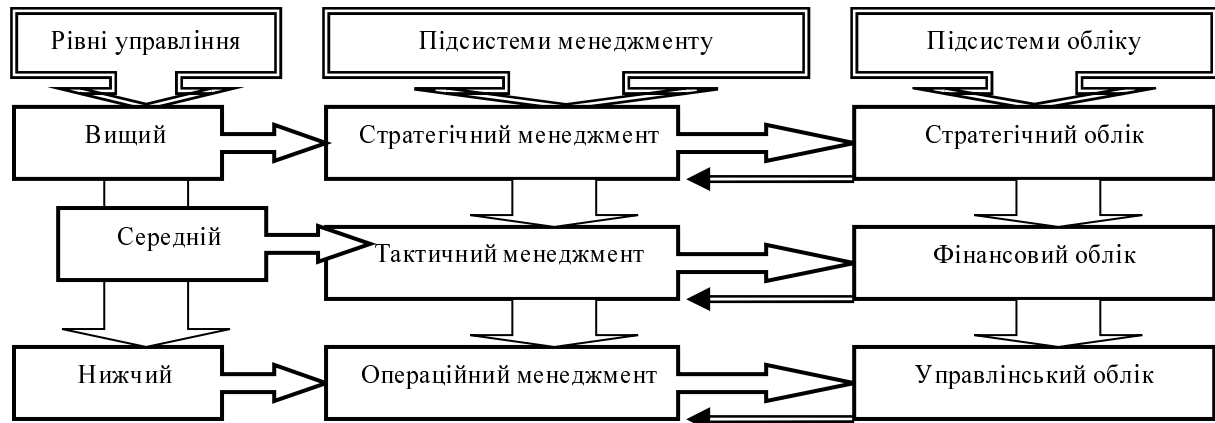 Рівні управління
Підсистеми менеджменту
Підсистеми обліку
Вищий
Стратегічний менеджмент
Стратегічний облік
Середній
Тактичний менеджмент
Фінансовий облік
Нижчий
Операційний менеджмент
Управлінський облік